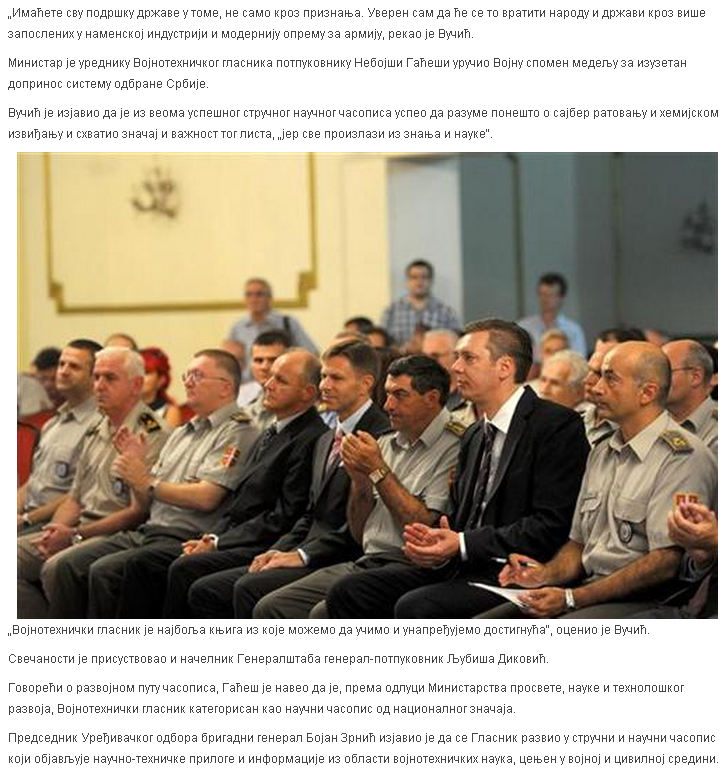 „Имаћете сву подршку државе у томе, не само кроз признања. Уверен сам да ће се то вратити народу и држави кроз више
запослених у наменској индустрији и модернију опрему за армију, рекао је Вучић.
Министар је уреднику Војнотехничког гласника потпуковнику Небојши Гаћеши уручио Војну спомен медељу за изузетан
допринос систему одбране Србије.
Вучић је изјавио да је из веома успешног стручног научног часописа успео да разуме понешто о сајбер ратовању и хемијском
извиђању и схватио значај и важност тог листа, „јер све произлази из знања и науке”.
„Војнотехнички гласник је најбоља књига из које можемо да учимо и унапређујемо достигнућа”, оценио је Вучић.
Свечаности је присуствовао и начелник Генералштаба генерал-потпуковник Љубиша Диковић.
Говорећи о развојном путу часописа, Гаћеш је навео да је, према одлуци Министарства просвете, науке и технолошког
развоја, Војнотехнички гласник категорисан као научни часопис од националног значаја.
Председник Уређивачког одбора бригадни генерал Бојан Зрнић изјавио је да се Гласник развио у стручни и научни часопис
који објављује научно-техничке прилоге и информације из области војнотехничких наука, цењен у војној и цивилној средини.